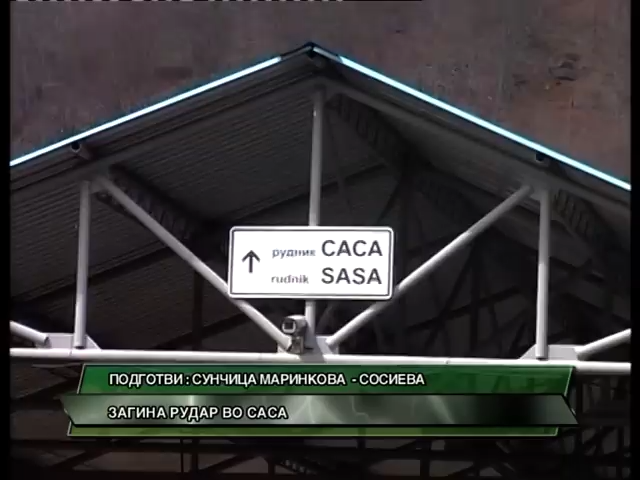 рудник САСА
rudnik SASA
ПОДГОТВИ : СУНЧИЦА МАРИНКОВА - СОСИЕВА
ЗАГИНА РУДАР ВО САСА